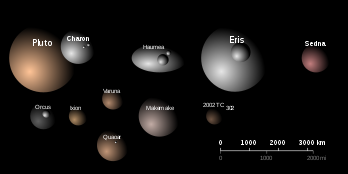 Pluto
Charon
Haumea
Eris
Sedna
Orcus
Ixion
Varuna
Makemake
2002 TC 302
Quaoar
0 1000 2000 3000 km
0 1000 2000 mi